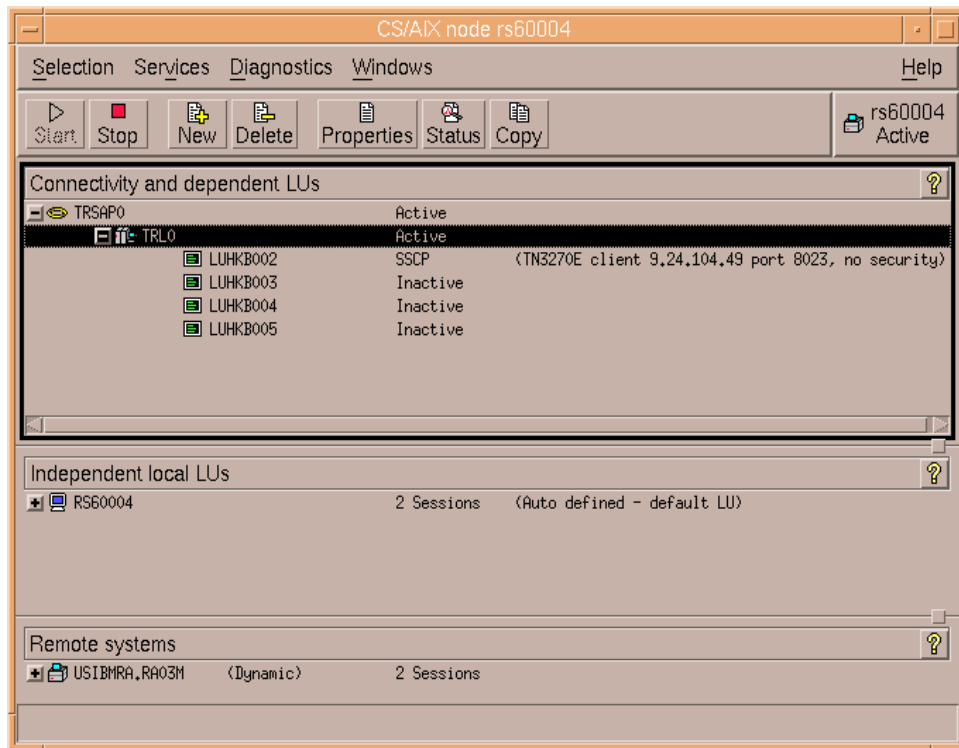 CS/AIX node rs60004
Selection Services Diagnostics Windows Help
Start Stop New Delete Properties Status Copy rs60004 Active
Connectivity and dependent LUs
TRSAP0 Active
TRL0 Active
LUHKB002 SSCP (TN3270E client 9.24.104.49 port 8023, no security)
LUHKB003 Inactive
LUHKB004 Inactive
LUHKB005 Inactive
Independent local LUs
RS60004 2 Sessions (Auto defined - default LU)
Remote systems
USIBMRA.RA03M (Dynamic) 2 Sessions